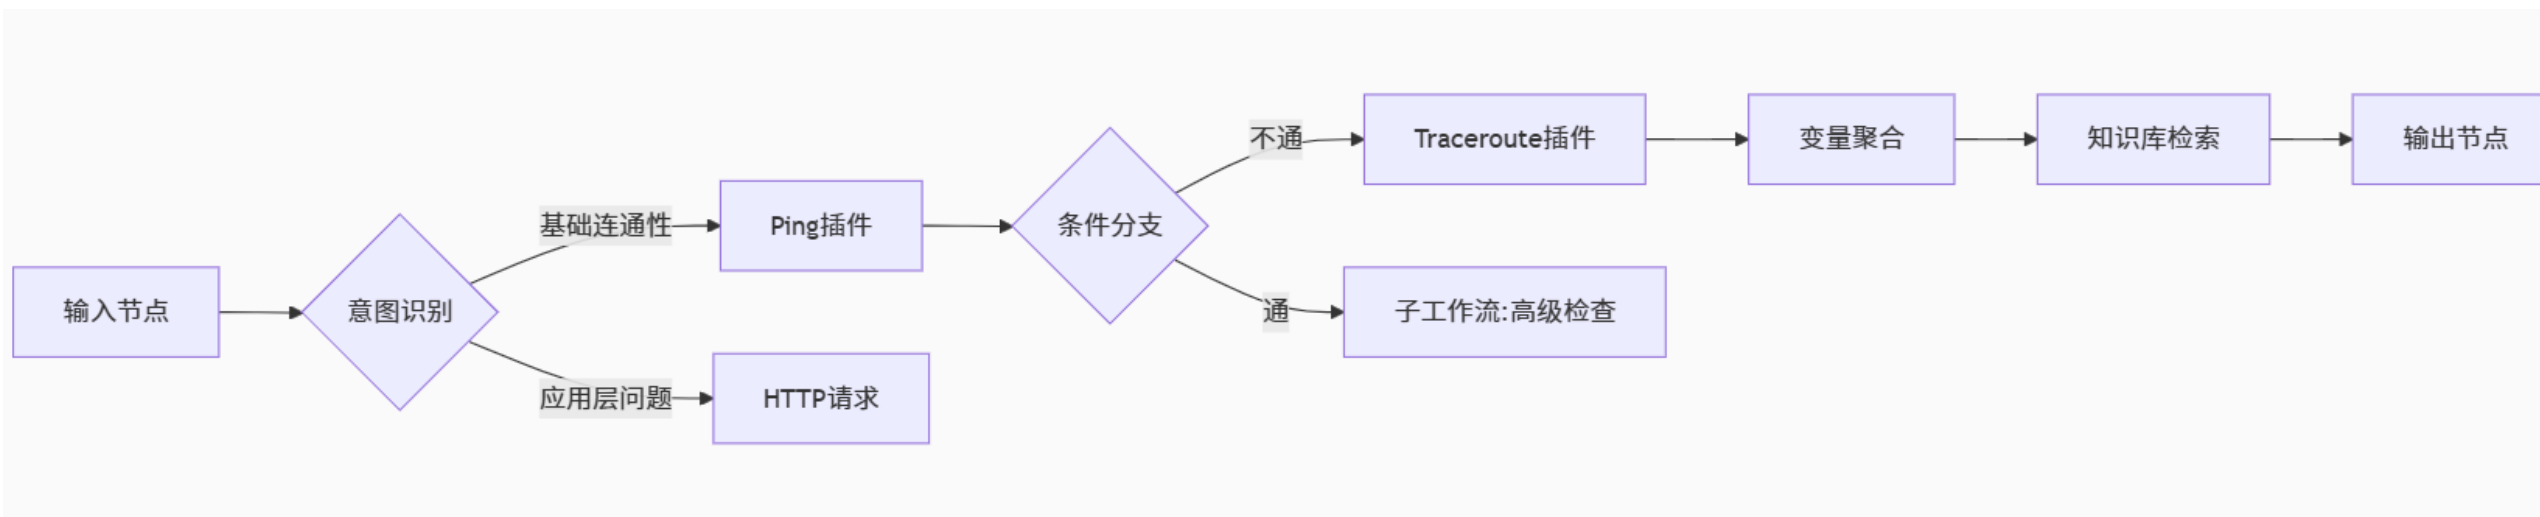 输入节点
意图识别
基础连通性
应用层问题
Ping插件
HTTP请求
条件分支
不通
通
Traceroute插件
子工作流:高级检查
变量聚合
知识库检索
输出节点